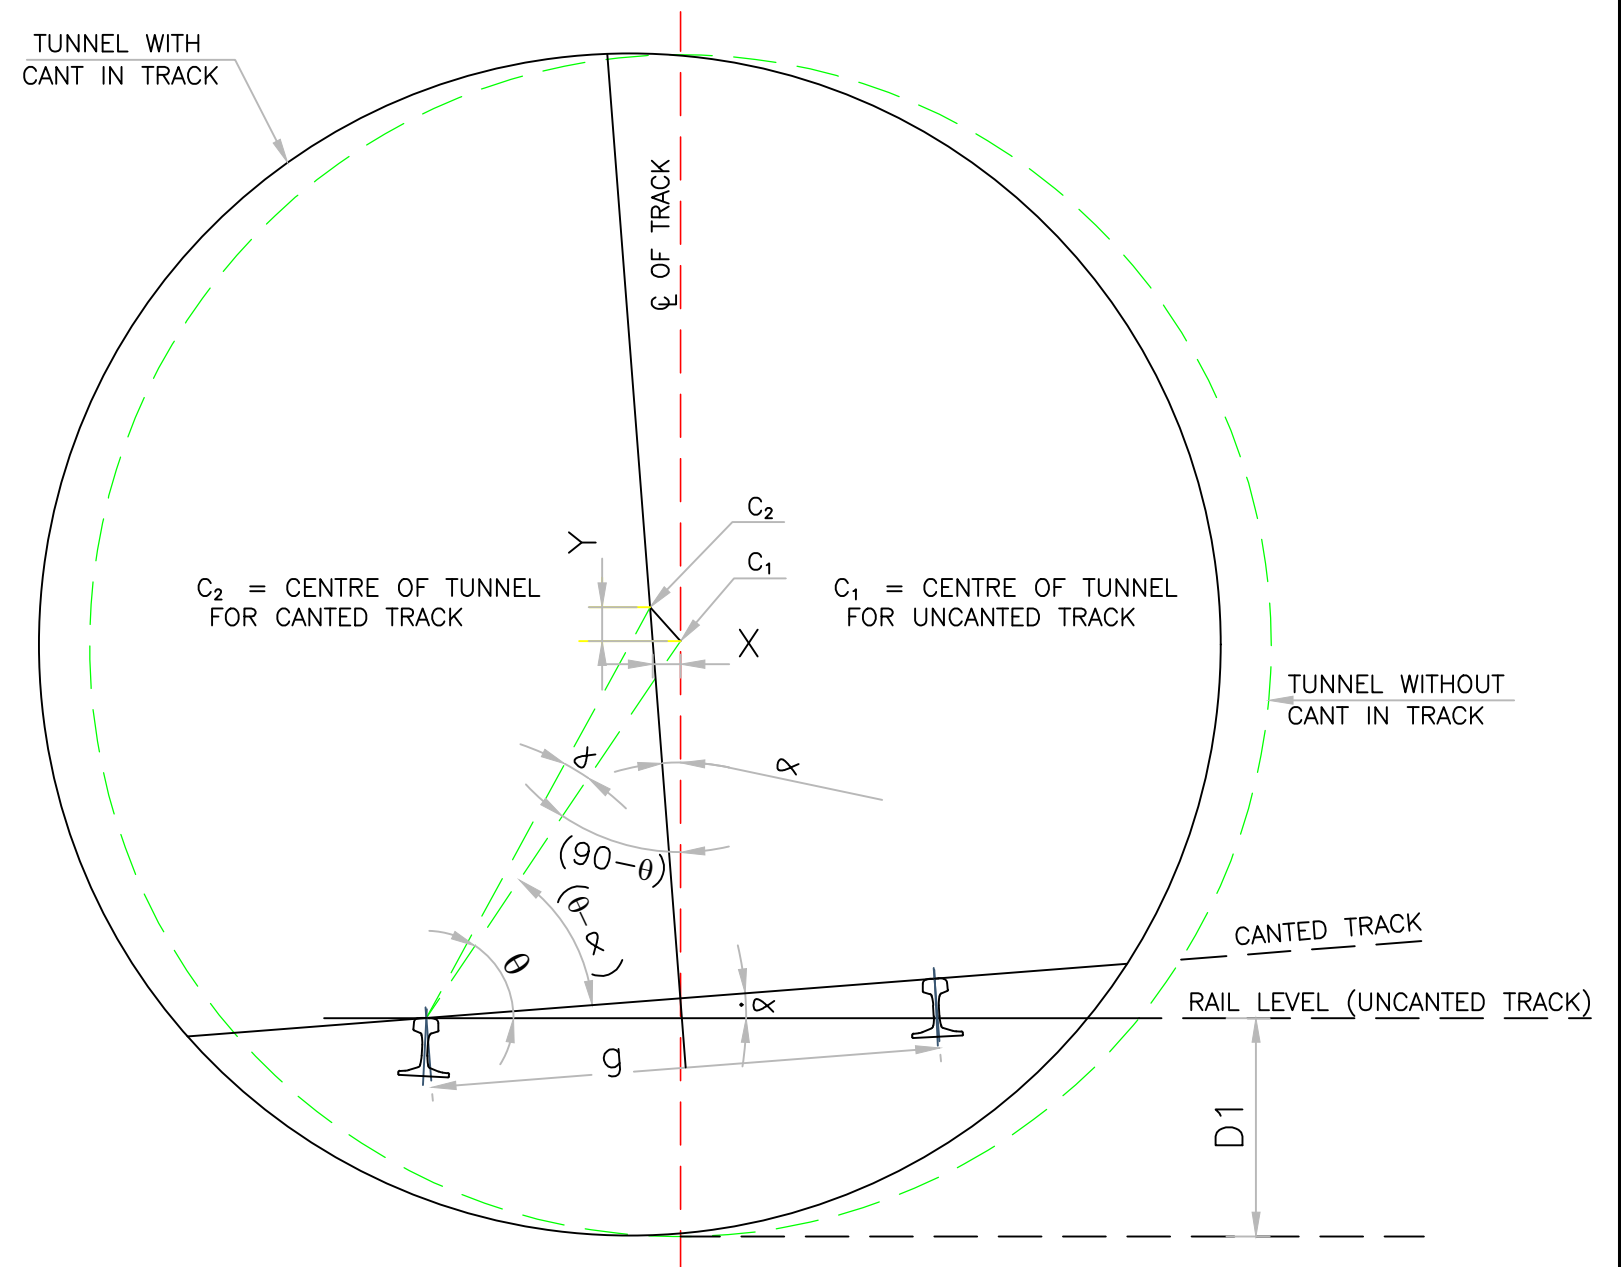 TUNNEL WITH
CANT IN TRACK
℄ OF TRACK
C₂
Y
C₁
C₂ = CENTRE OF TUNNEL
FOR CANTED TRACK
C₁ = CENTRE OF TUNNEL
FOR UNCANTED TRACK
X
TUNNEL WITHOUT
CANT IN TRACK
α
α
(90-θ)
(θ-α)
θ
CANTED TRACK
α
RAIL LEVEL (UNCANTED TRACK)
g
D1